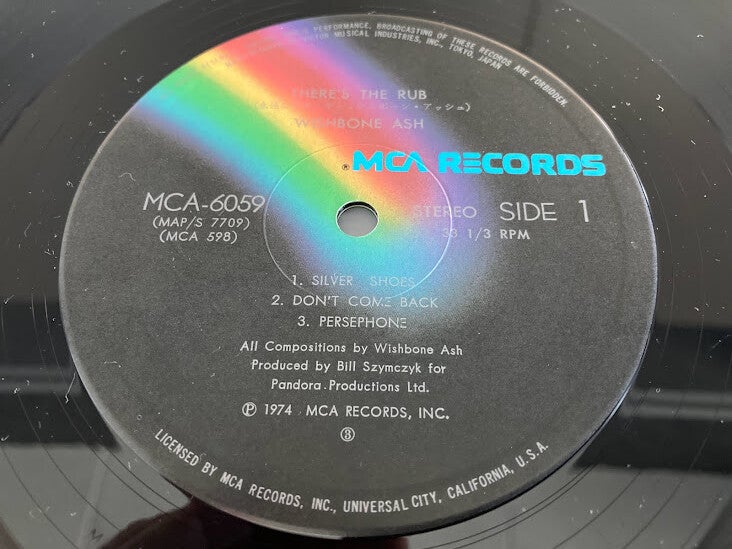 PERFORMANCE, BROADCASTING OF THESE RECORDS ARE FORBIDDEN.
VICTOR MUSICAL INDUSTRIES, INC., TOKYO, JAPAN
THERE'S THE RUB
WISHBONE ASH
® MCA RECORDS
MCA-6059
(MAP/S 7709)
(MCA 598)
STEREO SIDE 1
33 1/3 RPM
1. SILVER SHOES
2. DON'T COME BACK
3. PERSEPHONE
All Compositions by Wishbone Ash
Produced by Bill Szymczyk for
Pandora Productions Ltd.
Ⓟ 1974 MCA RECORDS, INC.
③
LICENSED BY MCA RECORDS, INC., UNIVERSAL CITY, CALIFORNIA, U.S.A.